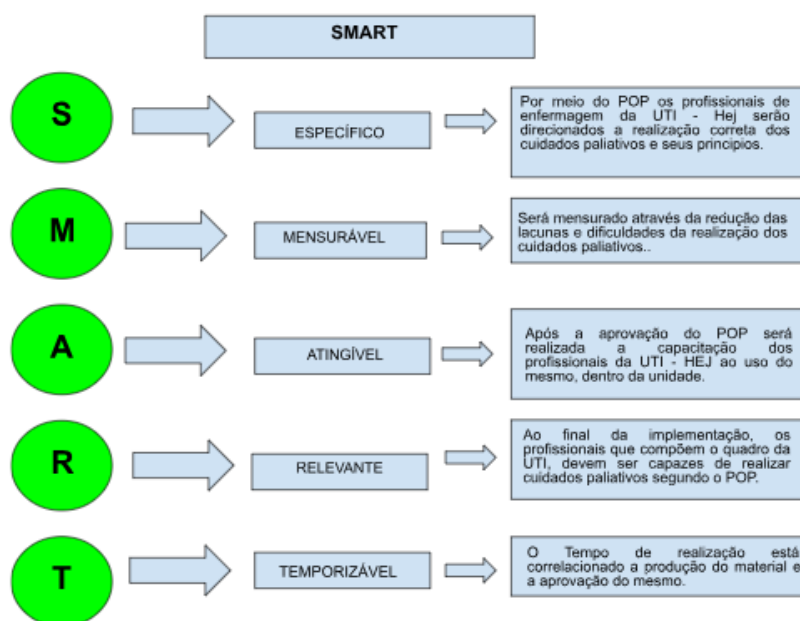 SMART
S
ESPECÍFICO
Por meio do POP os profissionais de
enfermagem da UTI - Hej serão
direcionados a realização correta dos
cuidados paliativos e seus principios.
M
MENSURÁVEL
Será mensurado através da redução das
lacunas e dificuldades da realização dos
cuidados paliativos..
A
ATINGÍVEL
Após a aprovação do POP será
realizada a capacitação dos
profissionais da UTI - HEJ ao uso do
mesmo, dentro da unidade.
R
RELEVANTE
Ao final da implementação, os
profissionais que compõem o quadro da
UTI, devem ser capazes de realizar
cuidados paliativos segundo o POP.
T
TEMPORIZÁVEL
O Tempo de realização está
correlacionado a produção do material e
a aprovação do mesmo.